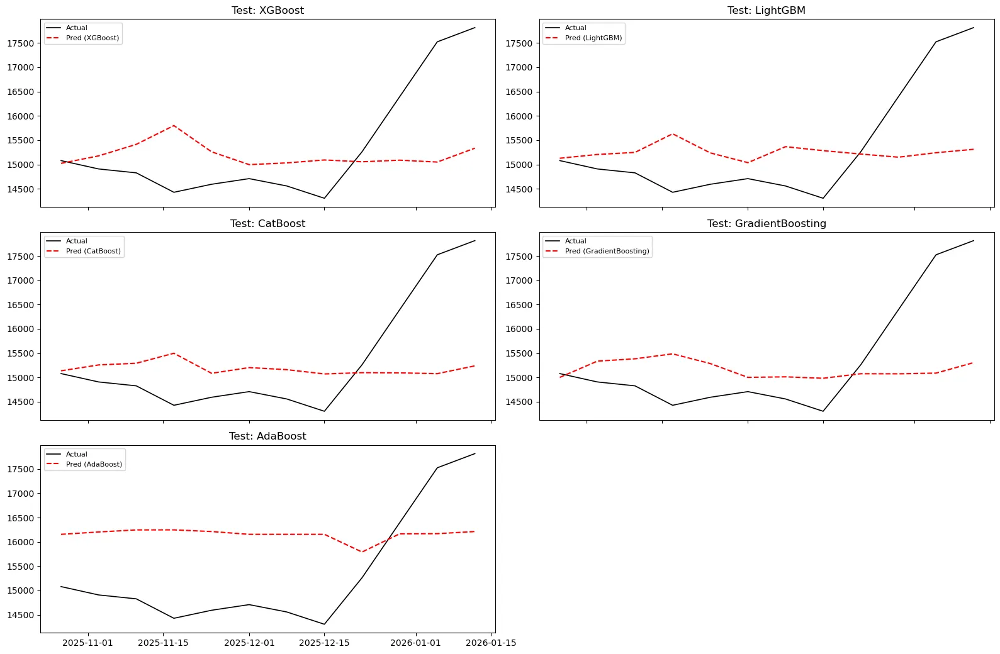 Test: XGBoost
Actual
Pred (XGBoost)
17500
17000
16500
16000
15500
15000
14500
Test: LightGBM
Actual
Pred (LightGBM)
17500
17000
16500
16000
15500
15000
14500
Test: CatBoost
Actual
Pred (CatBoost)
17500
17000
16500
16000
15500
15000
14500
Test: GradientBoosting
Actual
Pred (GradientBoosting)
17500
17000
16500
16000
15500
15000
14500
Test: AdaBoost
Actual
Pred (AdaBoost)
17500
17000
16500
16000
15500
15000
14500
2025-11-01 2025-11-15 2025-12-01 2025-12-15 2026-01-01 2026-01-15